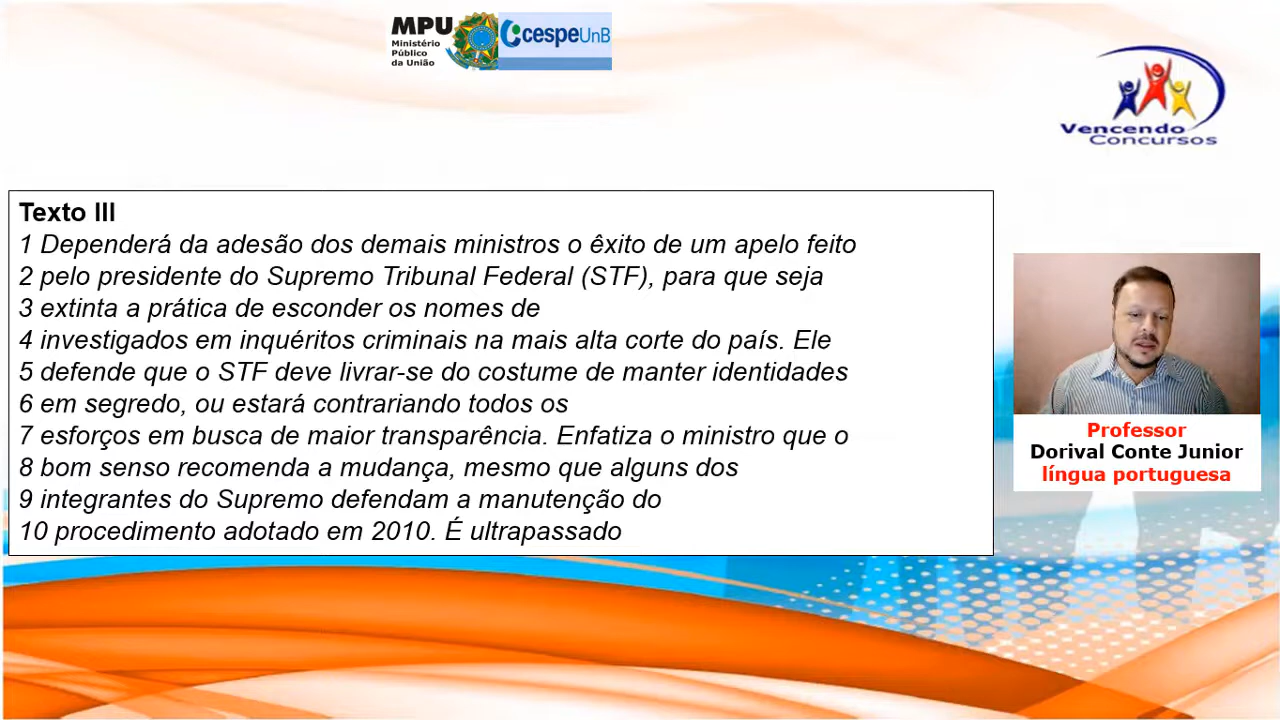 MPU
Ministério
Público
da União
cespeUnB
Vencendo
Concursos
Texto III
1 Dependerá da adesão dos demais ministros o êxito de um apelo feito
2 pelo presidente do Supremo Tribunal Federal (STF), para que seja
3 extinta a prática de esconder os nomes de
4 investigados em inquéritos criminais na mais alta corte do país. Ele
5 defende que o STF deve livrar-se do costume de manter identidades
6 em segredo, ou estará contrariando todos os
7 esforços em busca de maior transparência. Enfatiza o ministro que o
8 bom senso recomenda a mudança, mesmo que alguns dos
9 integrantes do Supremo defendam a manutenção do
10 procedimento adotado em 2010. É ultrapassado
Professor
Dorival Conte Junior
língua portuguesa